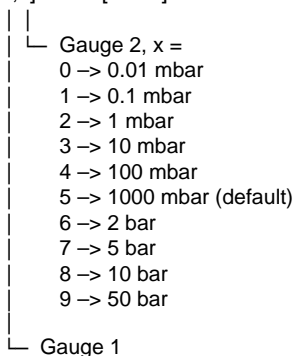 Gauge 2, x =
0 –> 0.01 mbar
1 –> 0.1 mbar
2 –> 1 mbar
3 –> 10 mbar
4 –> 100 mbar
5 –> 1000 mbar (default)
6 –> 2 bar
7 –> 5 bar
8 –> 10 bar
9 –> 50 bar
Gauge 1